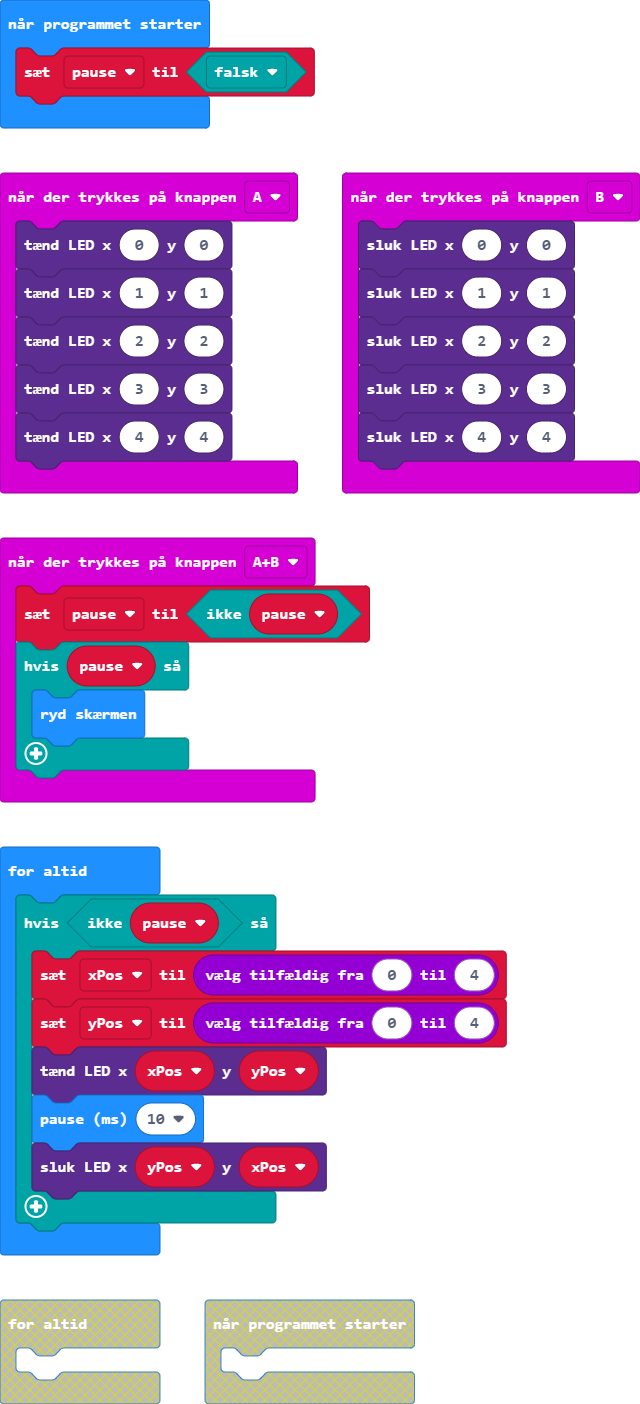 når programmet starter
sæt pause til falsk
når der trykkes på knappen A
tænd LED x 0 y 0
tænd LED x 1 y 1
tænd LED x 2 y 2
tænd LED x 3 y 3
tænd LED x 4 y 4
når der trykkes på knappen B
sluk LED x 0 y 0
sluk LED x 1 y 1
sluk LED x 2 y 2
sluk LED x 3 y 3
sluk LED x 4 y 4
når der trykkes på knappen A+B
sæt pause til ikke pause
hvis pause så
ryd skærmen
for altid
hvis ikke pause så
sæt xPos til vælg tilfældig fra 0 til 4
sæt yPos til vælg tilfældig fra 0 til 4
tænd LED x xPos y yPos
pause (ms) 10
sluk LED x yPos y xPos
for altid
når programmet starter